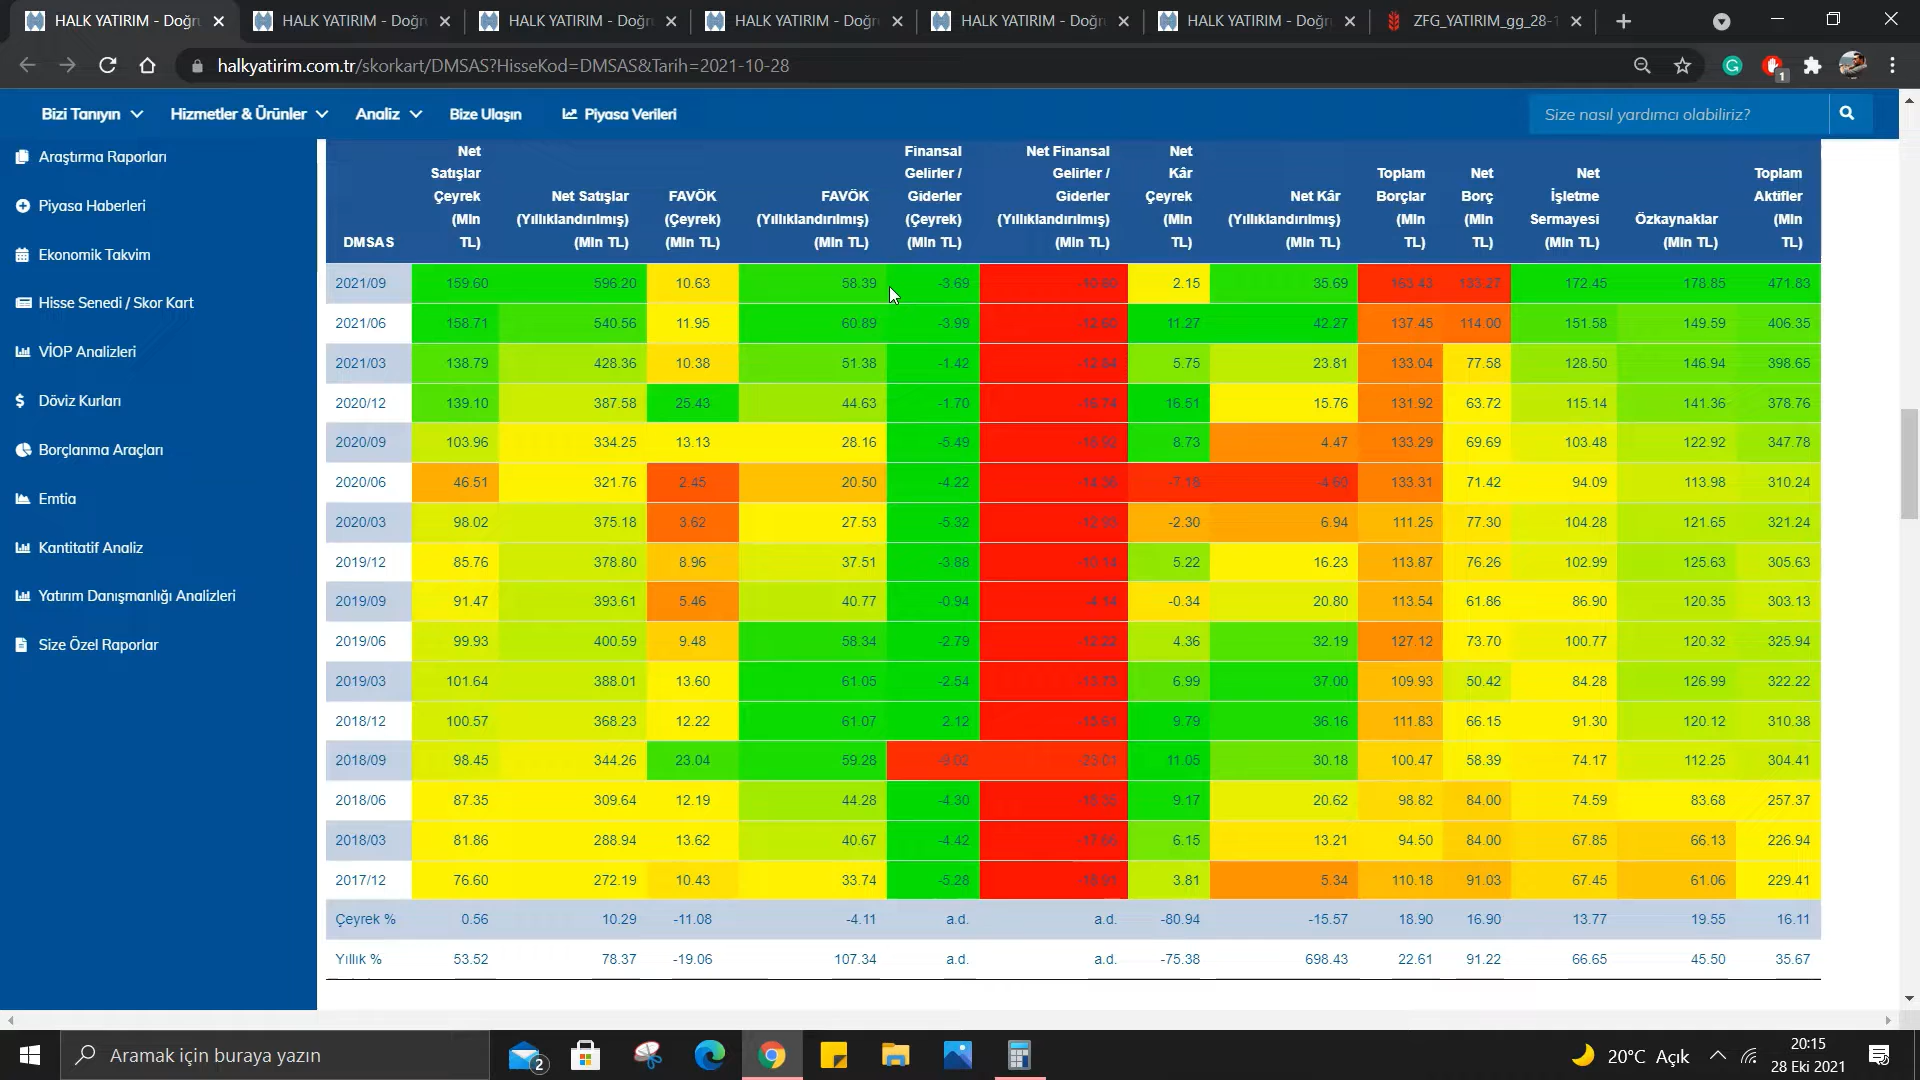 HALK YATIRIM - Doğru
HALK YATIRIM - Doğru
HALK YATIRIM - Doğru
HALK YATIRIM - Doğru
HALK YATIRIM - Doğru
HALK YATIRIM - Doğru
ZFG_YATIRIM_gg_28-1
halkyatirim.com.tr/skorkart/DMSAS?HisseKod=DMSAS&Tarih=2021-10-28
1
Bizi Tanıyın
Hizmetler & Ürünler
Analiz
Bize Ulaşın
Piyasa Verileri
Size nasıl yardımcı olabiliriz?
Araştırma Raporları
Piyasa Haberleri
Ekonomik Takvim
Hisse Senedi / Skor Kart
VİOP Analizleri
Döviz Kurları
Borçlanma Araçları
Emtia
Kantitatif Analiz
Yatırım Danışmanlığı Analizleri
Size Özel Raporlar
DMSAS
Net Satışlar Çeyrek (Mln TL)
Net Satışlar (Yıllıklandırılmış) (Mln TL)
FAVÖK (Çeyrek) (Mln TL)
FAVÖK (Yıllıklandırılmış) (Mln TL)
Finansal Gelirler / Giderler (Çeyrek) (Mln TL)
Net Finansal Gelirler / Giderler (Yıllıklandırılmış) (Mln TL)
Net Kâr Çeyrek (Mln TL)
Net Kâr (Yıllıklandırılmış) (Mln TL)
Toplam Borçlar (Mln TL)
Net Borç (Mln TL)
Net İşletme Sermayesi (Mln TL)
Özkaynaklar (Mln TL)
Toplam Aktifler (Mln TL)
2021/09 159.60 596.20 10.63 58.39 -3.69 2.15 35.69 163.43 133.27 172.45 178.85 471.83
2021/06 158.71 540.56 11.95 60.89 -3.99 -12.60 11.27 42.27 137.45 114.00 151.58 149.59 406.35
2021/03 138.79 428.36 10.38 51.38 -1.42 -12.84 5.75 23.81 133.04 77.58 128.50 146.94 398.65
2020/12 139.10 387.58 25.43 44.63 -1.70 -16.74 16.51 15.76 131.92 63.72 115.14 141.36 378.76
2020/09 103.96 334.25 13.13 28.16 -5.49 -18.92 8.73 4.47 133.29 69.69 103.48 122.92 347.78
2020/06 46.51 321.76 2.45 20.50 -4.22 -14.36 -7.18 -4.60 133.31 71.42 94.09 113.98 310.24
2020/03 98.02 375.18 3.62 27.53 -5.32 -12.95 -2.30 6.94 111.25 77.30 104.28 121.65 321.24
2019/12 85.76 378.80 8.96 37.51 -3.88 -10.14 5.22 16.23 113.87 76.26 102.99 125.63 305.63
2019/09 91.47 393.61 5.46 40.77 -0.94 -4.14 -0.34 20.80 113.54 61.86 86.90 120.35 303.13
2019/06 99.93 400.59 9.48 58.34 -2.79 -12.22 4.36 32.19 127.12 73.70 100.77 120.32 325.94
2019/03 101.64 388.01 13.60 61.05 -2.54 -13.73 6.99 37.00 109.93 50.42 84.28 126.99 322.22
2018/12 100.57 368.23 12.22 61.07 2.12 -15.61 9.79 36.16 111.83 66.15 91.30 120.12 310.38
2018/09 98.45 344.26 23.04 59.28 -9.02 -23.01 11.05 30.18 100.47 58.39 74.17 112.25 304.41
2018/06 87.35 309.64 12.19 44.28 -4.30 9.17 20.62 98.82 84.00 74.59 83.68 257.37
2018/03 81.86 288.94 13.62 40.67 -4.42 -17.66 6.15 13.21 94.50 84.00 67.85 66.13 226.94
2017/12 76.60 272.19 10.43 33.74 -5.28 -18.91 3.81 5.34 110.18 91.03 67.45 61.06 229.41
Çeyrek % 0.56 10.29 -11.08 -4.11 a.d. a.d. -80.94 -15.57 18.90 16.90 13.77 19.55 16.11
Yıllık % 53.52 78.37 -19.06 107.34 a.d. a.d. -75.38 698.43 22.61 91.22 66.65 45.50 35.67
Aramak için buraya yazın
2
20°C Açık
20:15
28 Eki 2021